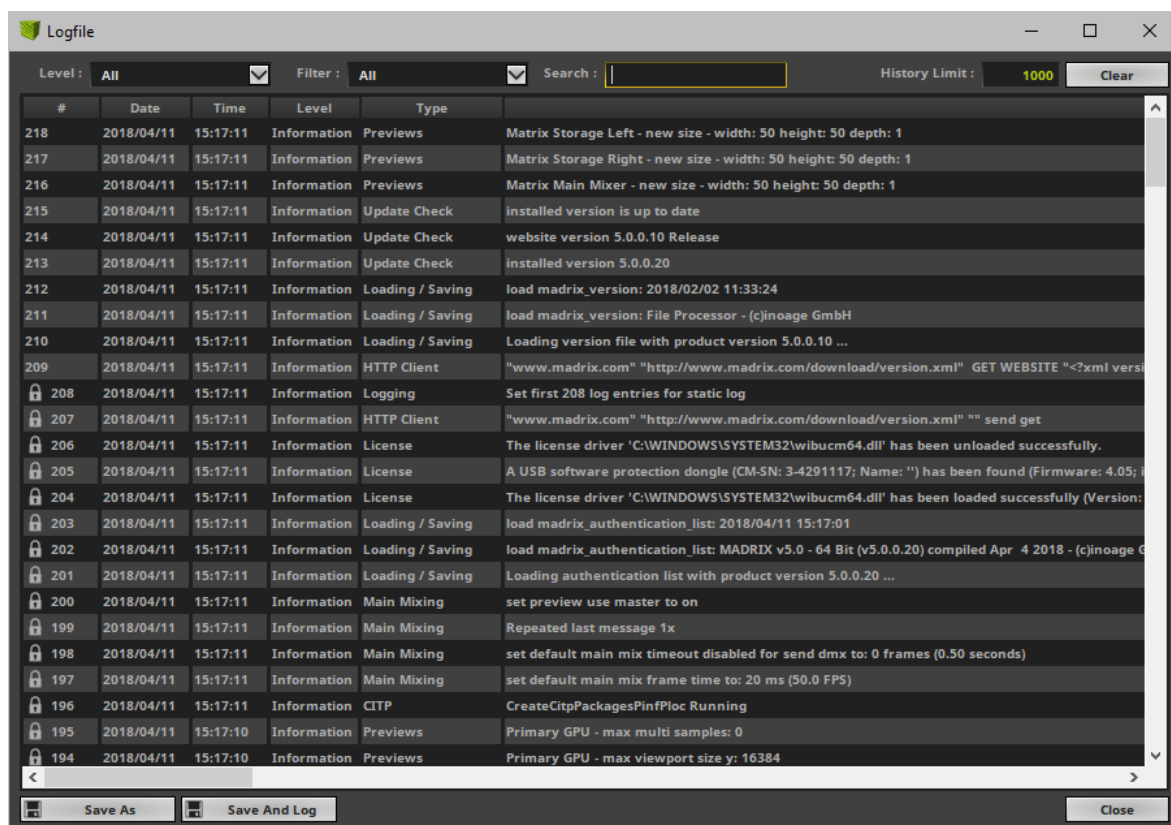 Logfile
Level : All Filter : All Search : History Limit : 1000 Clear
# Date Time Level Type
218 2018/04/11 15:17:11 Information Previews Matrix Storage Left - new size - width: 50 height: 50 depth: 1
217 2018/04/11 15:17:11 Information Previews Matrix Storage Right - new size - width: 50 height: 50 depth: 1
216 2018/04/11 15:17:11 Information Previews Matrix Main Mixer - new size - width: 50 height: 50 depth: 1
215 2018/04/11 15:17:11 Information Update Check installed version is up to date
214 2018/04/11 15:17:11 Information Update Check website version 5.0.0.10 Release
213 2018/04/11 15:17:11 Information Update Check installed version 5.0.0.20
212 2018/04/11 15:17:11 Information Loading / Saving load madrix_version: 2018/02/02 11:33:24
211 2018/04/11 15:17:11 Information Loading / Saving load madrix_version: File Processor - (c)inoage GmbH
210 2018/04/11 15:17:11 Information Loading / Saving Loading version file with product version 5.0.0.10 ...
209 2018/04/11 15:17:11 Information HTTP Client "www.madrix.com" "http://www.madrix.com/download/version.xml" GET WEBSITE "<?xml versi
208 2018/04/11 15:17:11 Information Logging Set first 208 log entries for static log
207 2018/04/11 15:17:11 Information HTTP Client "www.madrix.com" "http://www.madrix.com/download/version.xml" "" send get
206 2018/04/11 15:17:11 Information License The license driver 'C:\WINDOWS\SYSTEM32\wibucm64.dll' has been unloaded successfully.
205 2018/04/11 15:17:11 Information License A USB software protection dongle (CM-SN: 3-4291117; Name: '') has been found (Firmware: 4.05; i
204 2018/04/11 15:17:11 Information License The license driver 'C:\WINDOWS\SYSTEM32\wibucm64.dll' has been loaded successfully (Version:
203 2018/04/11 15:17:11 Information Loading / Saving load madrix_authentication_list: 2018/04/11 15:17:01
202 2018/04/11 15:17:11 Information Loading / Saving load madrix_authentication_list: MADRIX v5.0 - 64 Bit (v5.0.0.20) compiled Apr 4 2018 - (c)inoage G
201 2018/04/11 15:17:11 Information Loading / Saving Loading authentication list with product version 5.0.0.20 ...
200 2018/04/11 15:17:11 Information Main Mixing set preview use master to on
199 2018/04/11 15:17:11 Information Main Mixing Repeated last message 1x
198 2018/04/11 15:17:11 Information Main Mixing set default main mix timeout disabled for send dmx to: 0 frames (0.50 seconds)
197 2018/04/11 15:17:11 Information Main Mixing set default main mix frame time to: 20 ms (50.0 FPS)
196 2018/04/11 15:17:11 Information CITP CreateCitpPackagesPinfPloc Running
195 2018/04/11 15:17:10 Information Previews Primary GPU - max multi samples: 0
194 2018/04/11 15:17:10 Information Previews Primary GPU - max viewport size y: 16384
Save As Save And Log Close